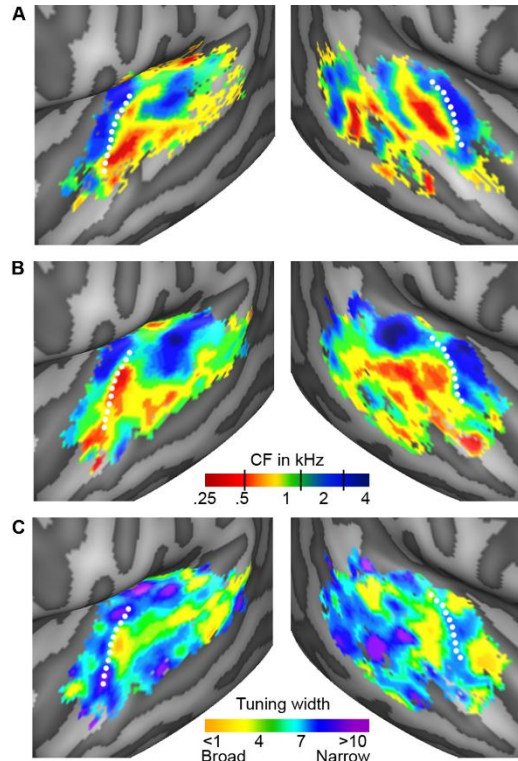 A
B
CF in kHz
.25 .5 1 2 4
C
Tuning width
<1 4 7 >10
Broad Narrow